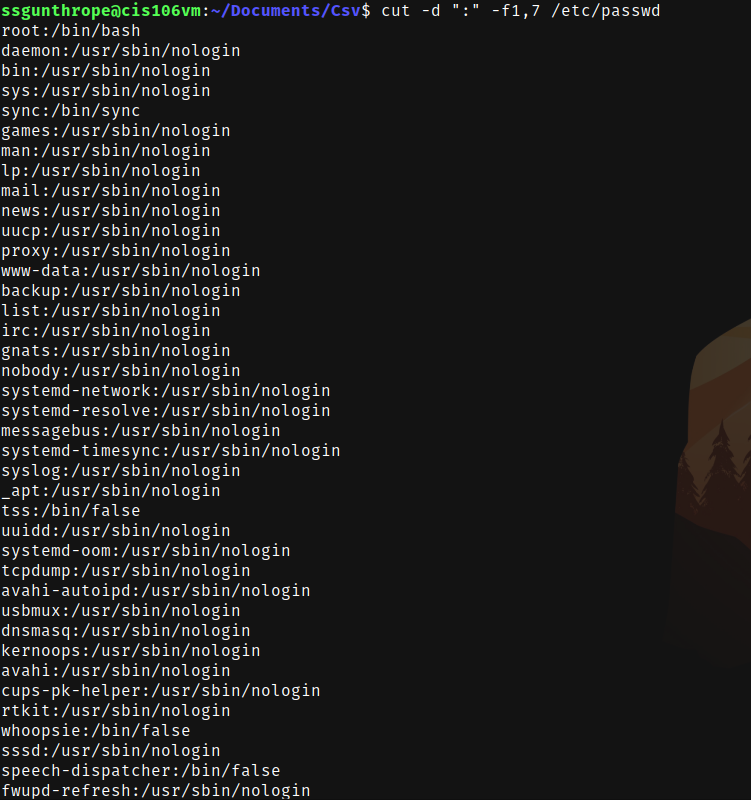 ssgunthrope@cis106vm:~/Documents/Csv$ cut -d ":" -f1,7 /etc/passwd
root:/bin/bash
daemon:/usr/sbin/nologin
bin:/usr/sbin/nologin
sys:/usr/sbin/nologin
sync:/bin/sync
games:/usr/sbin/nologin
man:/usr/sbin/nologin
lp:/usr/sbin/nologin
mail:/usr/sbin/nologin
news:/usr/sbin/nologin
uucp:/usr/sbin/nologin
proxy:/usr/sbin/nologin
www-data:/usr/sbin/nologin
backup:/usr/sbin/nologin
list:/usr/sbin/nologin
irc:/usr/sbin/nologin
gnats:/usr/sbin/nologin
nobody:/usr/sbin/nologin
systemd-network:/usr/sbin/nologin
systemd-resolve:/usr/sbin/nologin
messagebus:/usr/sbin/nologin
systemd-timesync:/usr/sbin/nologin
syslog:/usr/sbin/nologin
_apt:/usr/sbin/nologin
tss:/bin/false
uuidd:/usr/sbin/nologin
systemd-oom:/usr/sbin/nologin
tcpdump:/usr/sbin/nologin
avahi-autoipd:/usr/sbin/nologin
usbmux:/usr/sbin/nologin
dnsmasq:/usr/sbin/nologin
kernoops:/usr/sbin/nologin
avahi:/usr/sbin/nologin
cups-pk-helper:/usr/sbin/nologin
rtkit:/usr/sbin/nologin
whoopsie:/bin/false
sssd:/usr/sbin/nologin
speech-dispatcher:/bin/false
fwupd-refresh:/usr/sbin/nologin